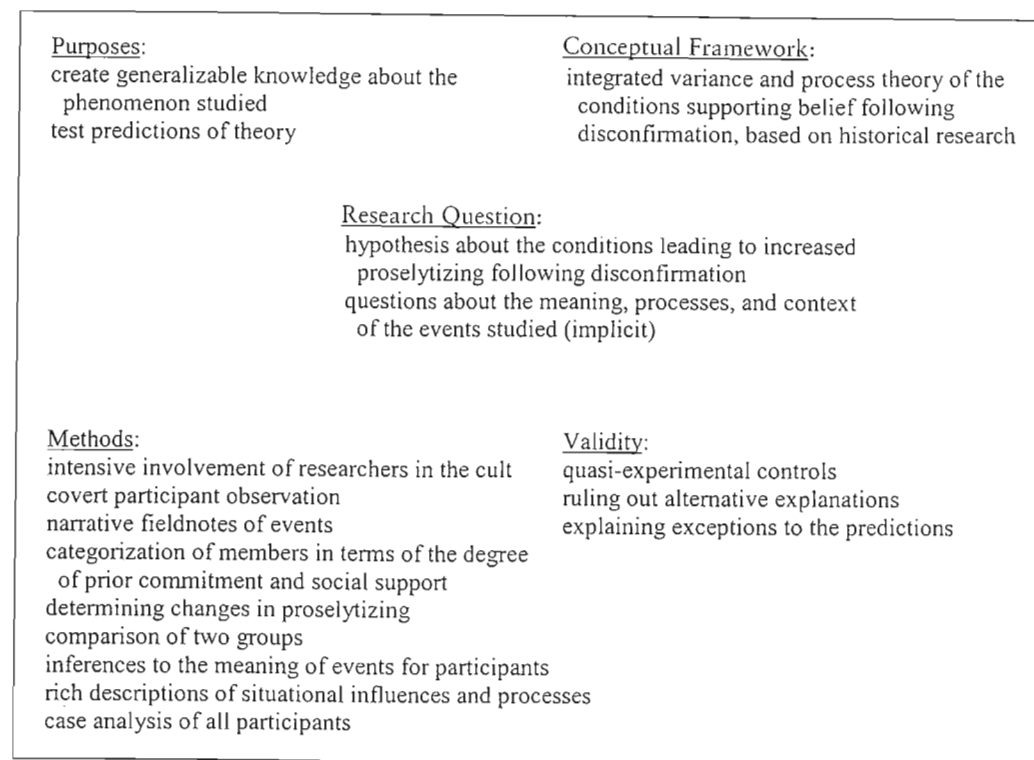 Purposes:
create generalizable knowledge about the
phenomenon studied
test predictions of theory
Conceptual Framework:
integrated variance and process theory of the
conditions supporting belief following
disconfirmation, based on historical research
Research Question:
hypothesis about the conditions leading to increased
proselytizing following disconfirmation
questions about the meaning, processes, and context
of the events studied (implicit)
Methods:
intensive involvement of researchers in the cult
covert participant observation
narrative fieldnotes of events
categorization of members in terms of the degree
of prior commitment and social support
determining changes in proselytizing
comparison of two groups
inferences to the meaning of events for participants
rich descriptions of situational influences and processes
case analysis of all participants
Validity:
quasi-experimental controls
ruling out alternative explanations
explaining exceptions to the predictions